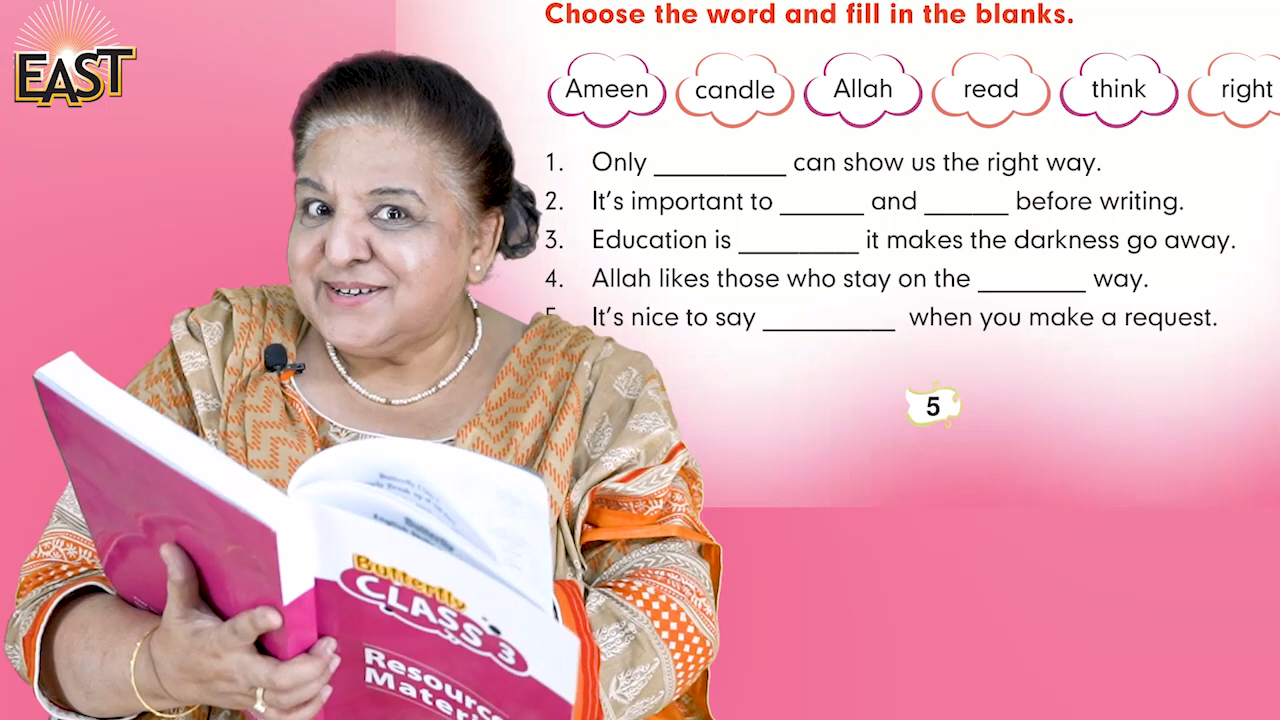 EAST
Choose the word and fill in the blanks.
Ameen candle Allah read think right
1. Only __________ can show us the right way.
2. It's important to ______ and ______ before writing.
3. Education is _________ it makes the darkness go away.
4. Allah likes those who stay on the ________ way.
It's nice to say __________ when you make a request.
5
Butterfly
CLASS 3
Resource